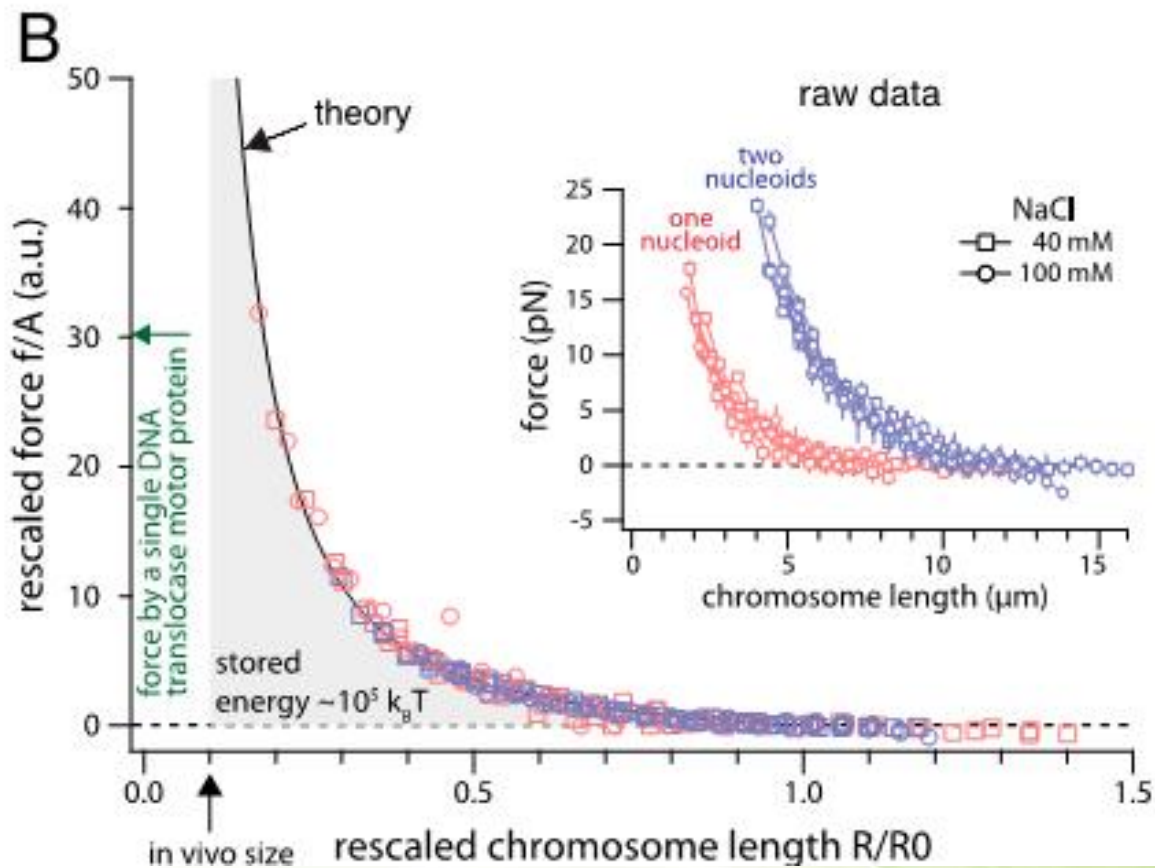 B
50
40
30
20
10
0
rescaled force f/A (a.u.)
theory
force by a single DNA
translocase motor protein
stored
energy ~10⁵ k_BT
0.0
0.5
1.0
1.5
in vivo size
rescaled chromosome length R/R0
raw data
two
nucleoids
one
nucleoid
NaCl
40 mM
100 mM
25
20
15
10
5
0
-5
force (pN)
0
5
10
15
chromosome length (μm)